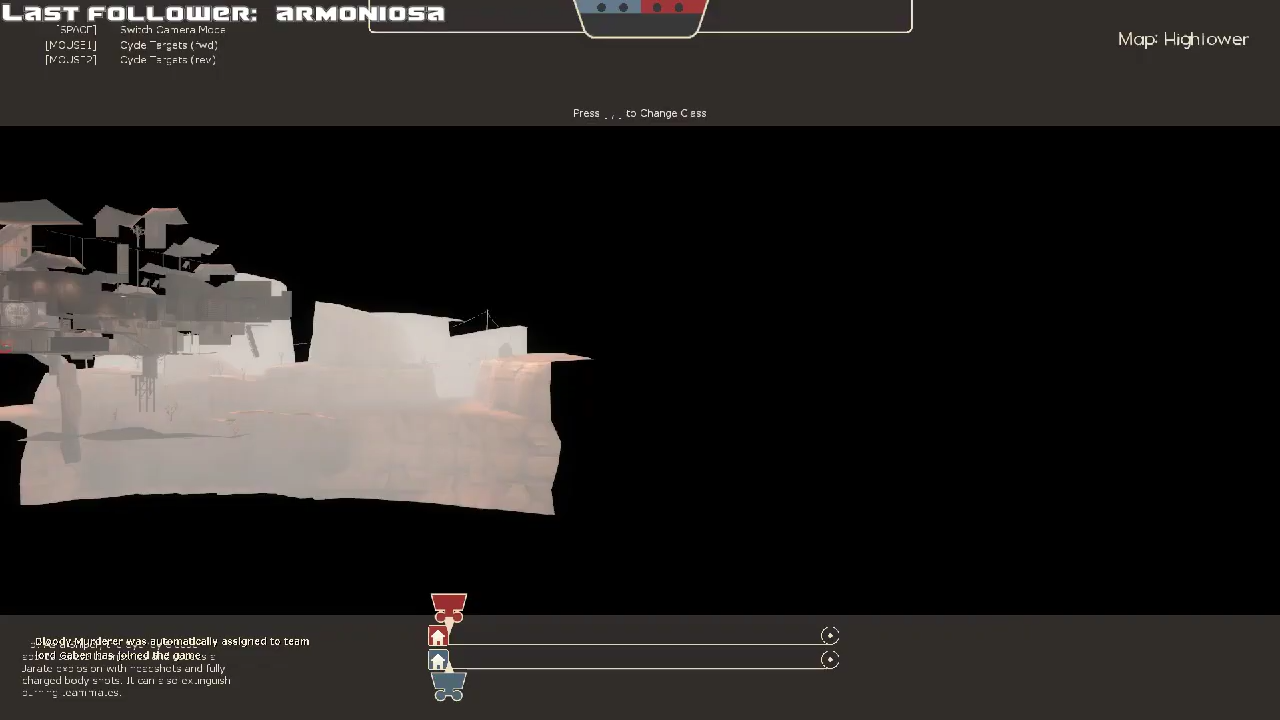 LAST FOLLOWER: ARMONIOSA
[SPACE] Switch Camera Mode
[MOUSE1] Cycle Targets (fwd)
[MOUSE2] Cycle Targets (rev)
Map: Hightower
Press to Change Class
Bloody Murderer was automatically assigned to team
Lord Gaben has joined the game
Jarate explosion with headshots and fully
charged body shots. It can also extinguish
burning teammates.